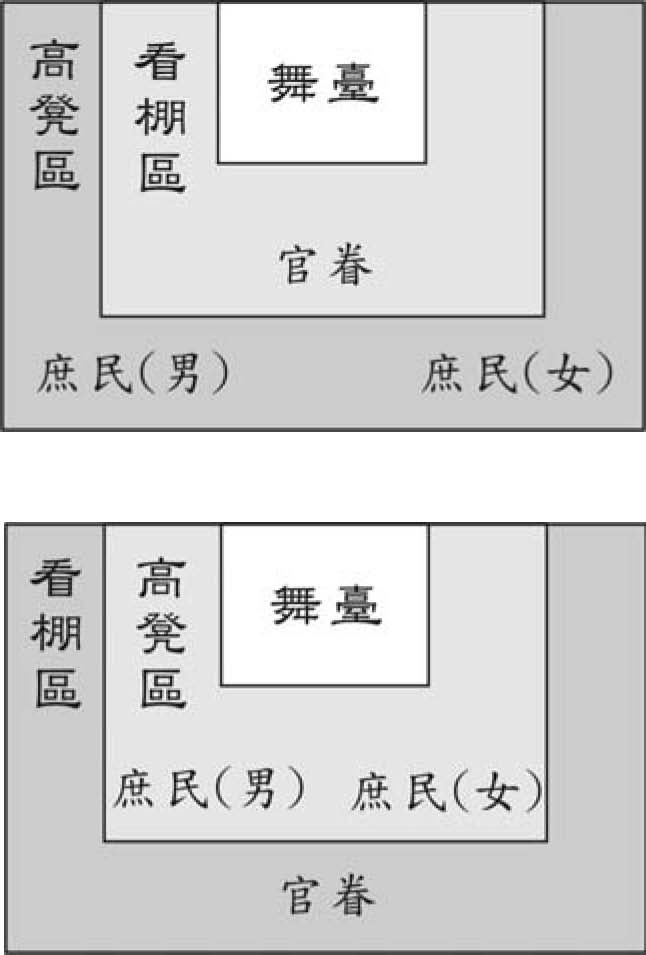 高凳區
看棚區
舞臺
官眷
庶民(男)
庶民(女)
看棚區
高凳區
舞臺
庶民(男)
庶民(女)
官眷